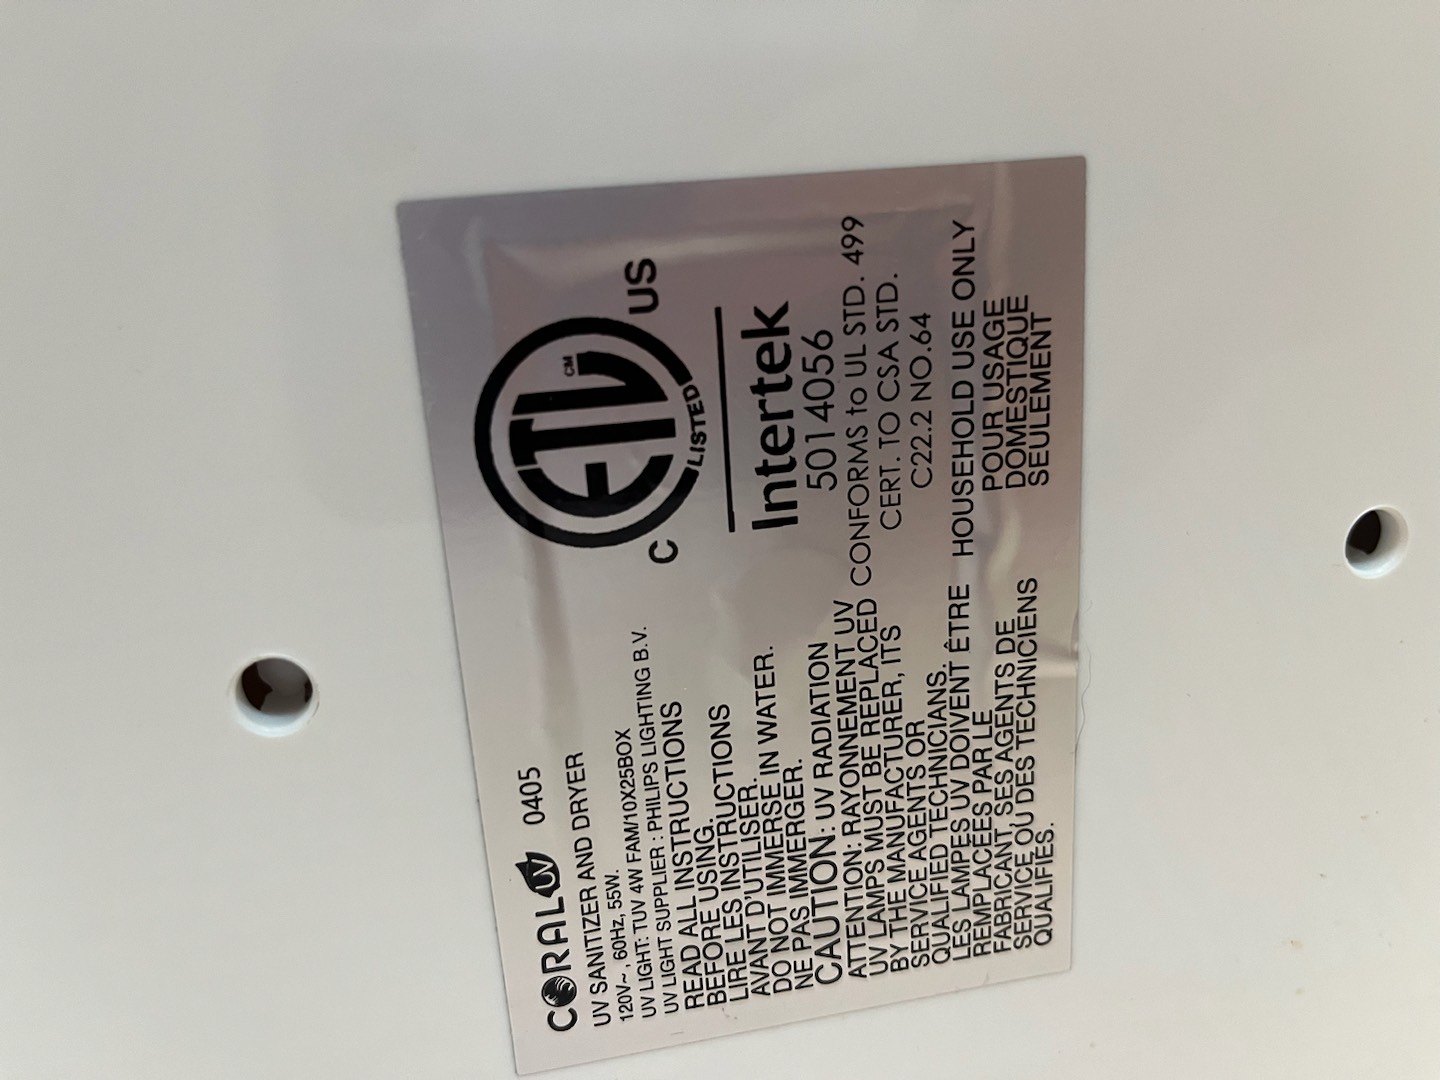 CORAL UV 0405
UV SANITIZER AND DRYER
120V~, 60Hz, 55W.
UV LIGHT: TUV 4W FAM/10X25BOX
UV LIGHT SUPPLIER : PHILIPS LIGHTING B.V.
READ ALL INSTRUCTIONS
BEFORE USING.
LIRE LES INSTRUCTIONS
AVANT D'UTILISER.
DO NOT IMMERSE IN WATER.
NE PAS IMMERGER.
CAUTION: UV RADIATION
ATTENTION: RAYONNEMENT UV
UV LAMPS MUST BE REPLACED
BY THE MANUFACTURER, ITS
SERVICE AGENTS OR
QUALIFIED TECHNICIANS.
LES LAMPES UV DOIVENT ÊTRE
REMPLACÉES PAR LE
FABRICANT, SES AGENTS DE
SERVICE OU DES TECHNICIENS
QUALIFIÉS.
ETL CM
LISTED
C US
Intertek
5014056
CONFORMS to UL STD. 499
CERT. TO CSA STD.
C22.2 NO.64
HOUSEHOLD USE ONLY
POUR USAGE
DOMESTIQUE
SEULEMENT